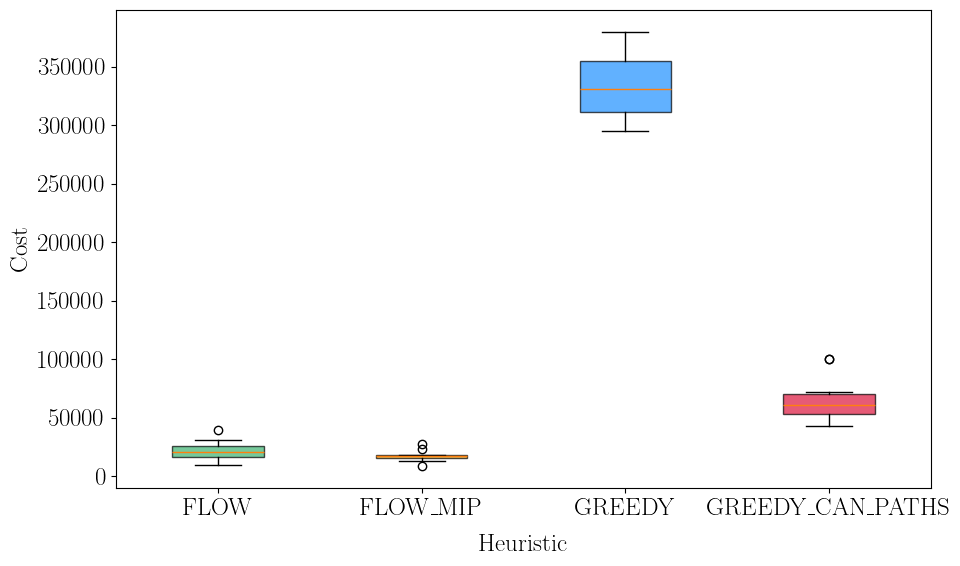 350000
300000
250000
200000
150000
100000
50000
0
Cost
FLOW
FLOW_MIP
GREEDY
GREEDY_CAN_PATHS
Heuristic